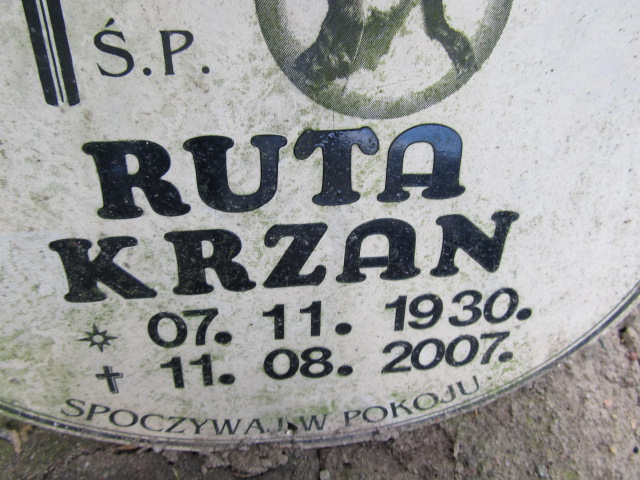 Ś.P.
RUTA
KRZAN
07. 11. 1930.
11. 08. 2007.
SPOCZYWAJ W POKOJU